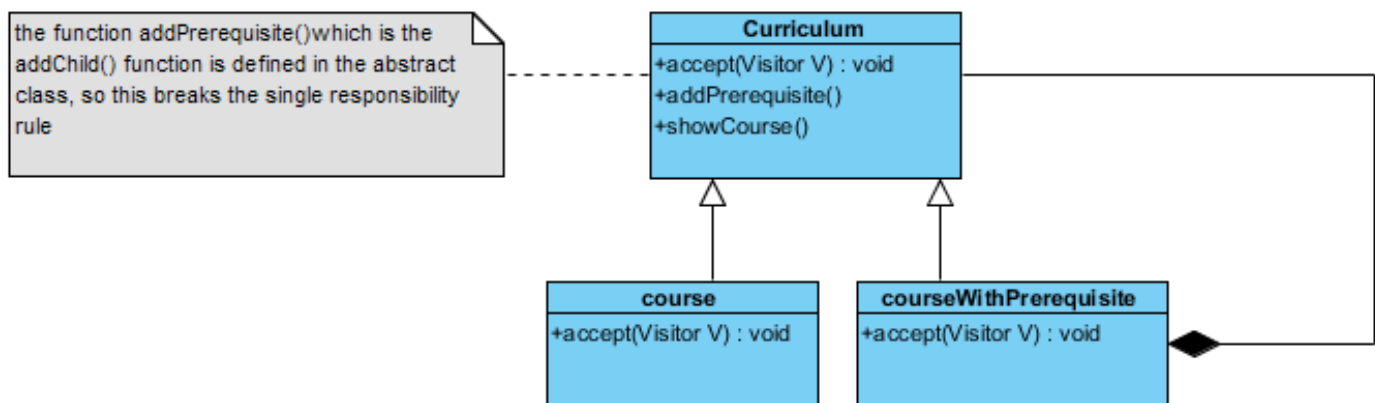 the function addPrerequisite()which is the
addChild() function is defined in the abstract
class, so this breaks the single responsibility
rule
Curriculum
+accept(Visitor V) : void
+addPrerequisite()
+showCourse()
course
+accept(Visitor V) : void
courseWithPrerequisite
+accept(Visitor V) : void